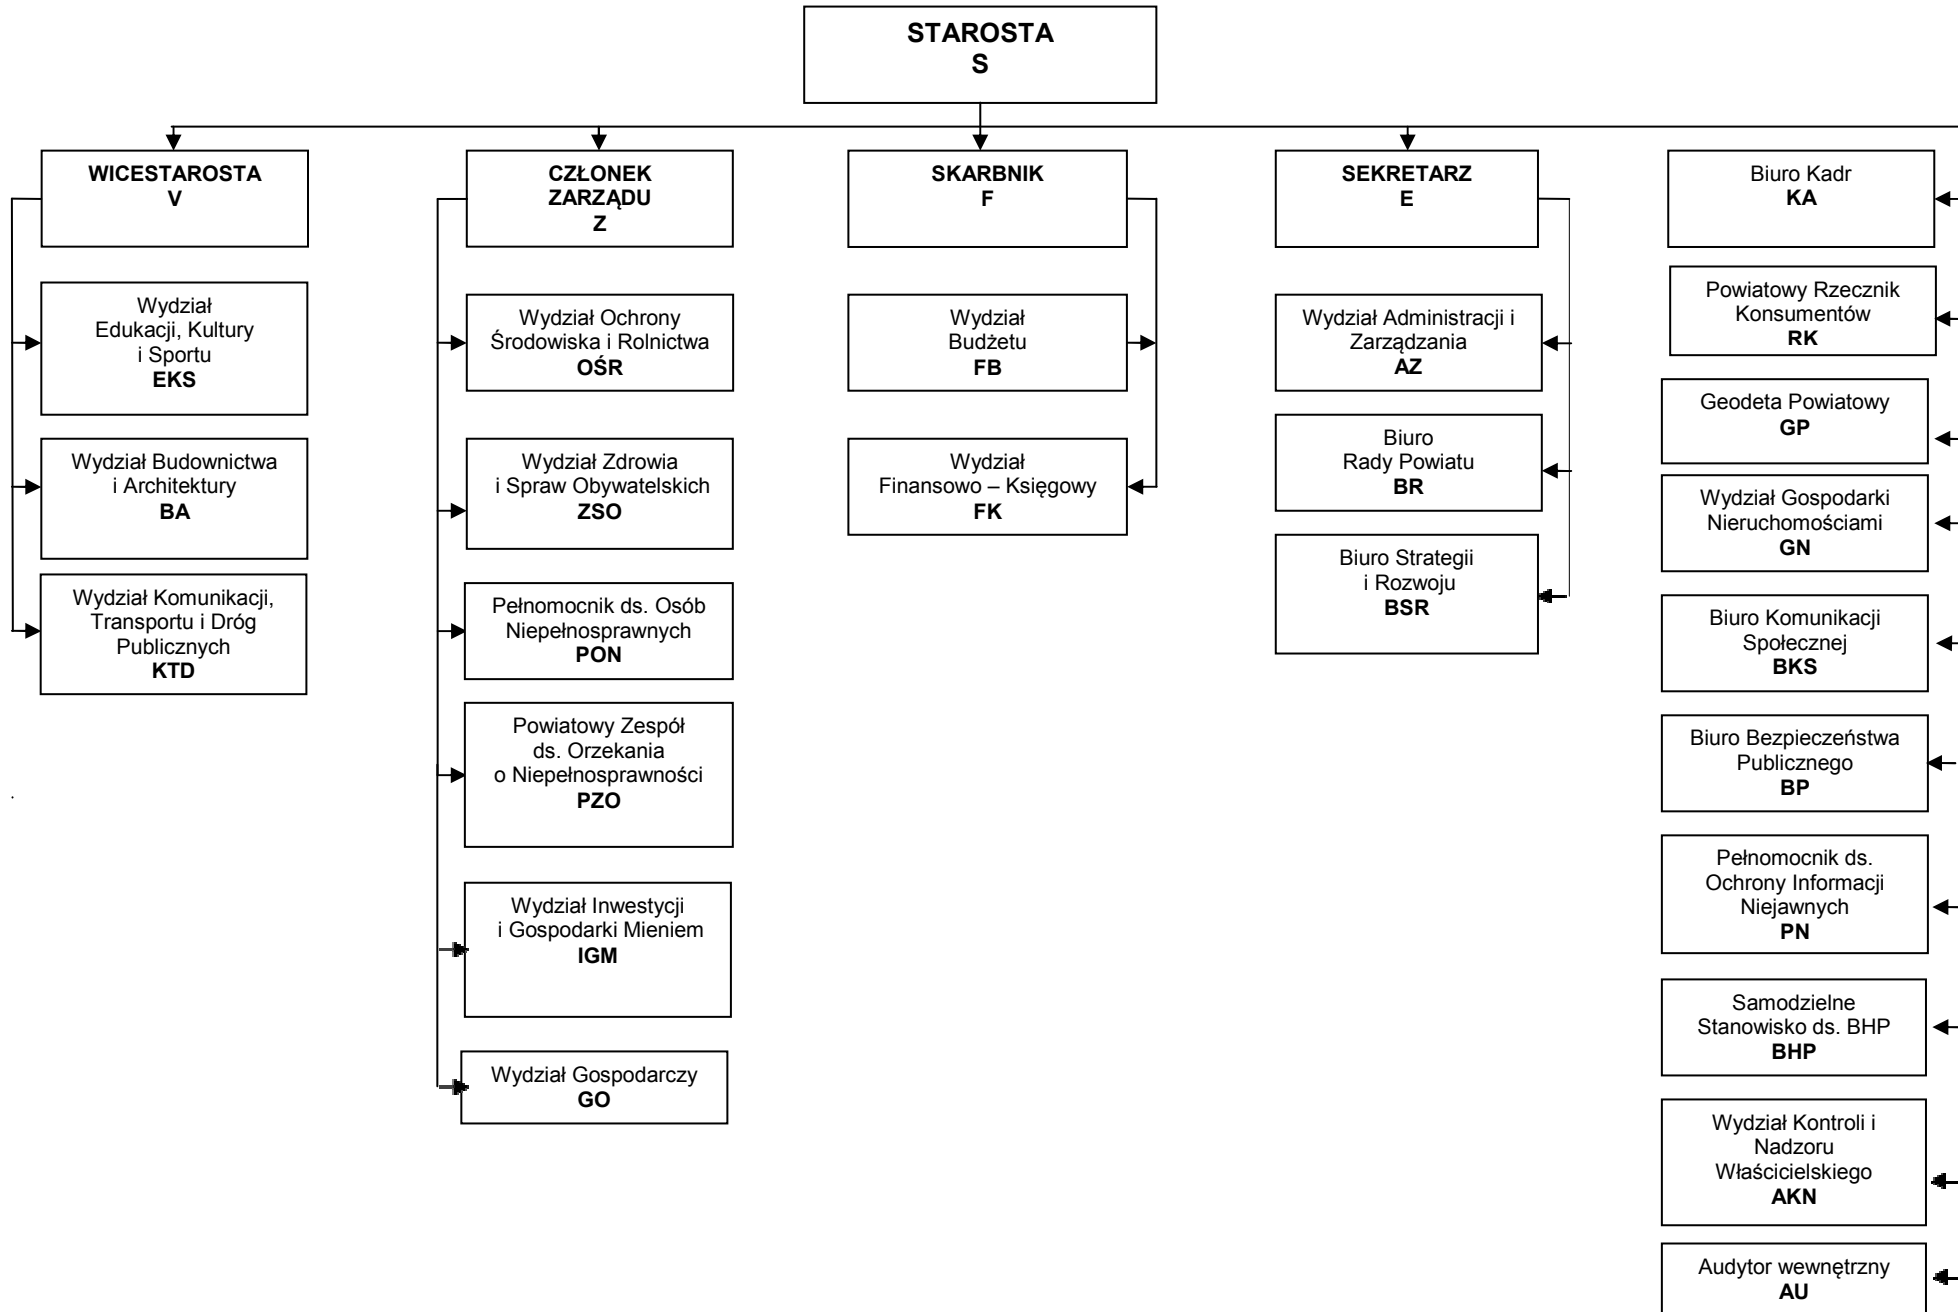 STAROSTA
S
WICESTAROSTA
V
Wydział
Edukacji, Kultury
i Sportu
EKS
Wydział Budownictwa
i Architektury
BA
Wydział Komunikacji,
Transportu i Dróg
Publicznych
KTD
CZŁONEK
ZARZĄDU
Z
Wydział Ochrony
Środowiska i Rolnictwa
OŚR
Wydział Zdrowia
i Spraw Obywatelskich
ZSO
Pełnomocnik ds. Osób
Niepełnosprawnych
PON
Powiatowy Zespół
ds. Orzekania
o Niepełnosprawności
PZO
Wydział Inwestycji
i Gospodarki Mieniem
IGM
Wydział Gospodarczy
GO
SKARBNIK
F
Wydział
Budżetu
FB
Wydział
Finansowo – Księgowy
FK
SEKRETARZ
E
Wydział Administracji i
Zarządzania
AZ
Biuro
Rady Powiatu
BR
Biuro Strategii
i Rozwoju
BSR
Biuro Kadr
KA
Powiatowy Rzecznik
Konsumentów
RK
Geodeta Powiatowy
GP
Wydział Gospodarki
Nieruchomościami
GN
Biuro Komunikacji
Społecznej
BKS
Biuro Bezpieczeństwa
Publicznego
BP
Pełnomocnik ds.
Ochrony Informacji
Niejawnych
PN
Samodzielne
Stanowisko ds. BHP
BHP
Wydział Kontroli i
Nadzoru
Właścicielskiego
AKN
Audytor wewnętrzny
AU